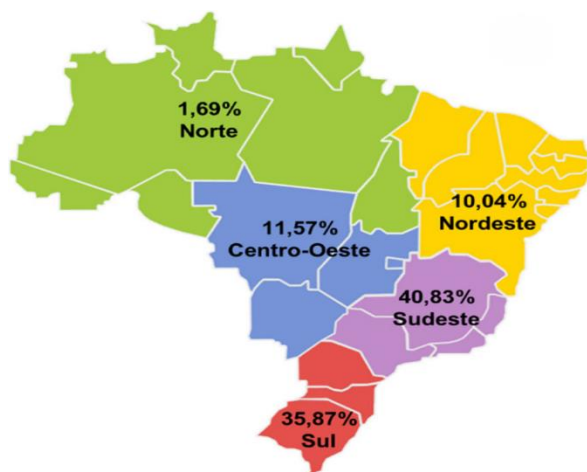 1,69%
Norte
10,04%
Nordeste
11,57%
Centro-Oeste
40,83%
Sudeste
35,87%
Sul